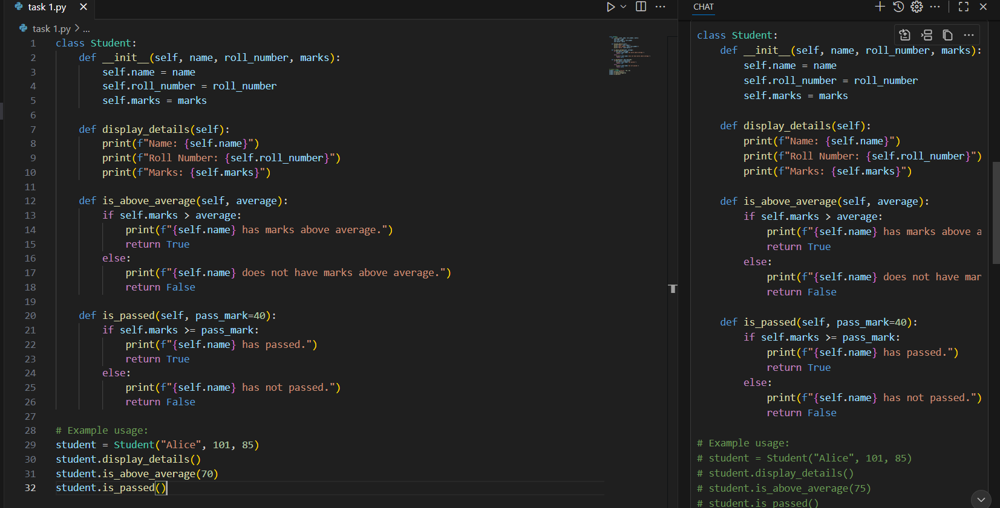 task 1.py
task 1.py > ...
1 class Student:
2     def __init__(self, name, roll_number, marks):
3         self.name = name
4         self.roll_number = roll_number
5         self.marks = marks
6
7     def display_details(self):
8         print(f"Name: {self.name}")
9         print(f"Roll Number: {self.roll_number}")
10         print(f"Marks: {self.marks}")
11
12     def is_above_average(self, average):
13         if self.marks > average:
14             print(f"{self.name} has marks above average.")
15             return True
16         else:
17             print(f"{self.name} does not have marks above average.")
18             return False
19
20     def is_passed(self, pass_mark=40):
21         if self.marks >= pass_mark:
22             print(f"{self.name} has passed.")
23             return True
24         else:
25             print(f"{self.name} has not passed.")
26             return False
27
28 # Example usage:
29 student = Student("Alice", 101, 85)
30 student.display_details()
31 student.is_above_average(70)
32 student.is_passed()
CHAT
class Student:
    def __init__(self, name, roll_number, marks):
        self.name = name
        self.roll_number = roll_number
        self.marks = marks

    def display_details(self):
        print(f"Name: {self.name}")
        print(f"Roll Number: {self.roll_number}")
        print(f"Marks: {self.marks}")

    def is_above_average(self, average):
        if self.marks > average:
            print(f"{self.name} has marks above a
            return True
        else:
            print(f"{self.name} does not have mar
            return False

    def is_passed(self, pass_mark=40):
        if self.marks >= pass_mark:
            print(f"{self.name} has passed.")
            return True
        else:
            print(f"{self.name} has not passed.")
            return False

# Example usage:
# student = Student("Alice", 101, 85)
# student.display_details()
# student.is_above_average(75)
# student.is_passed()